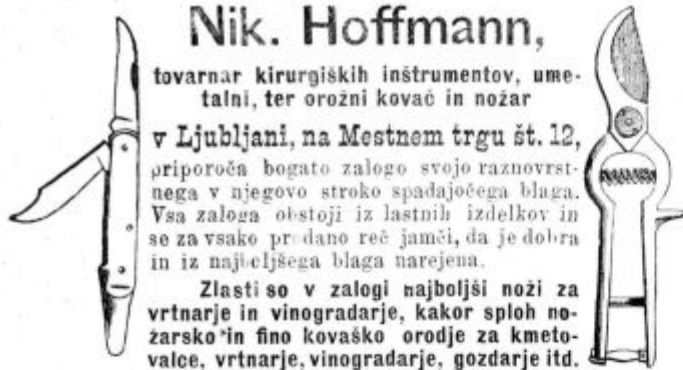 Nik. Hoffmann,
tovarnar kirurgiških inštrumentov, ume-
talni, ter orožni kovač in nožar
v Ljubljani, na Mestnem trgu št. 12,
priporoča bogato zalogo svojo raznovrst-
nega v njegovo stroko spadajočega blaga.
Vsa zaloga obstoji iz lastnih izdelkov in
se za vsako prodano reč jamči, da je dobra
in iz najboljšega blaga narejena.
Zlasti so v zalogi najboljši noži za
vrtnarje in vinogradarje, kakor sploh no-
žarsko in fino kovaško orodje za kmeto-
valce, vrtnarje, vinogradarje, gozdarje itd.